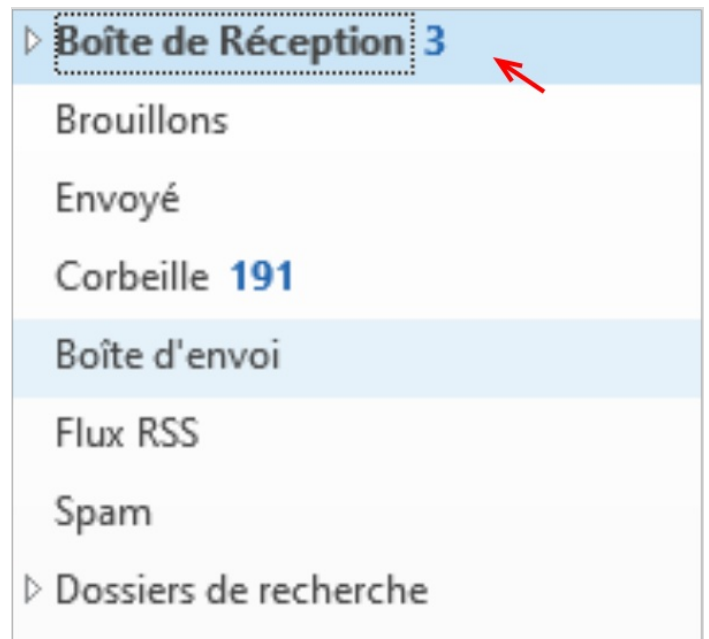 Boîte de Réception 3
Brouillons
Envoyé
Corbeille 191
Boîte d'envoi
Flux RSS
Spam
Dossiers de recherche